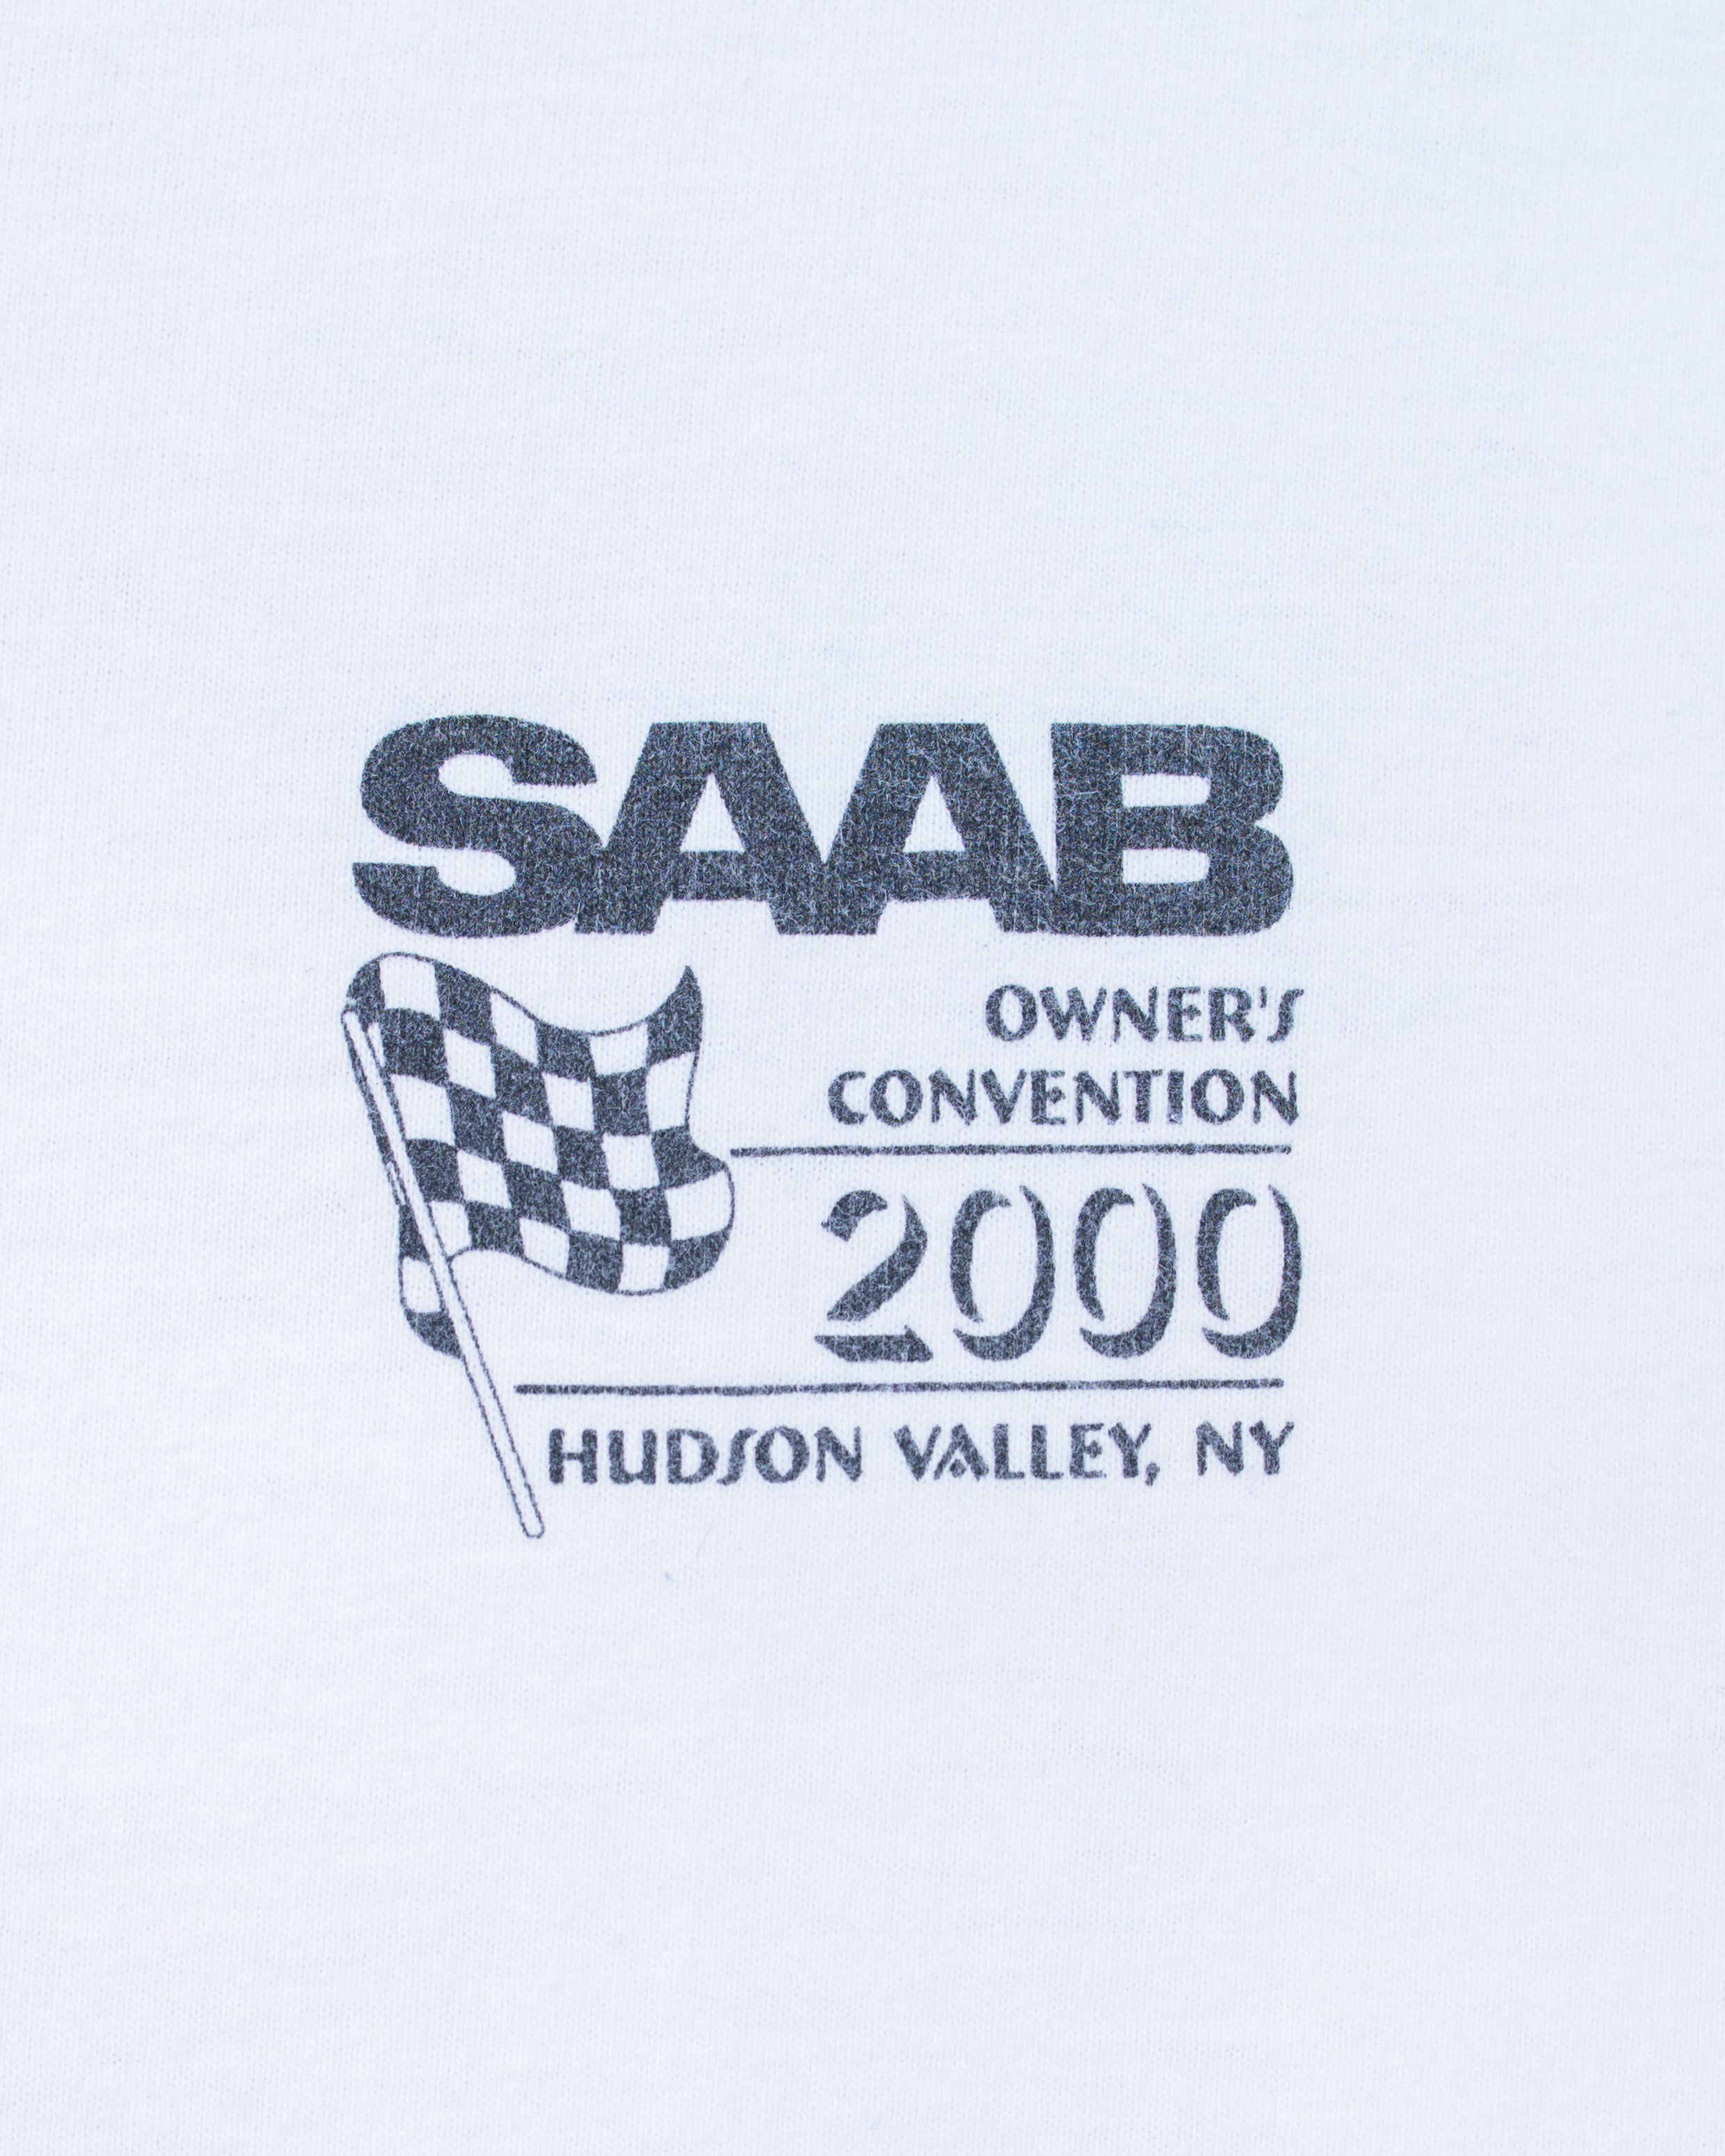 SAAB
OWNER'S
CONVENTION
2000
HUDSON VALLEY, NY